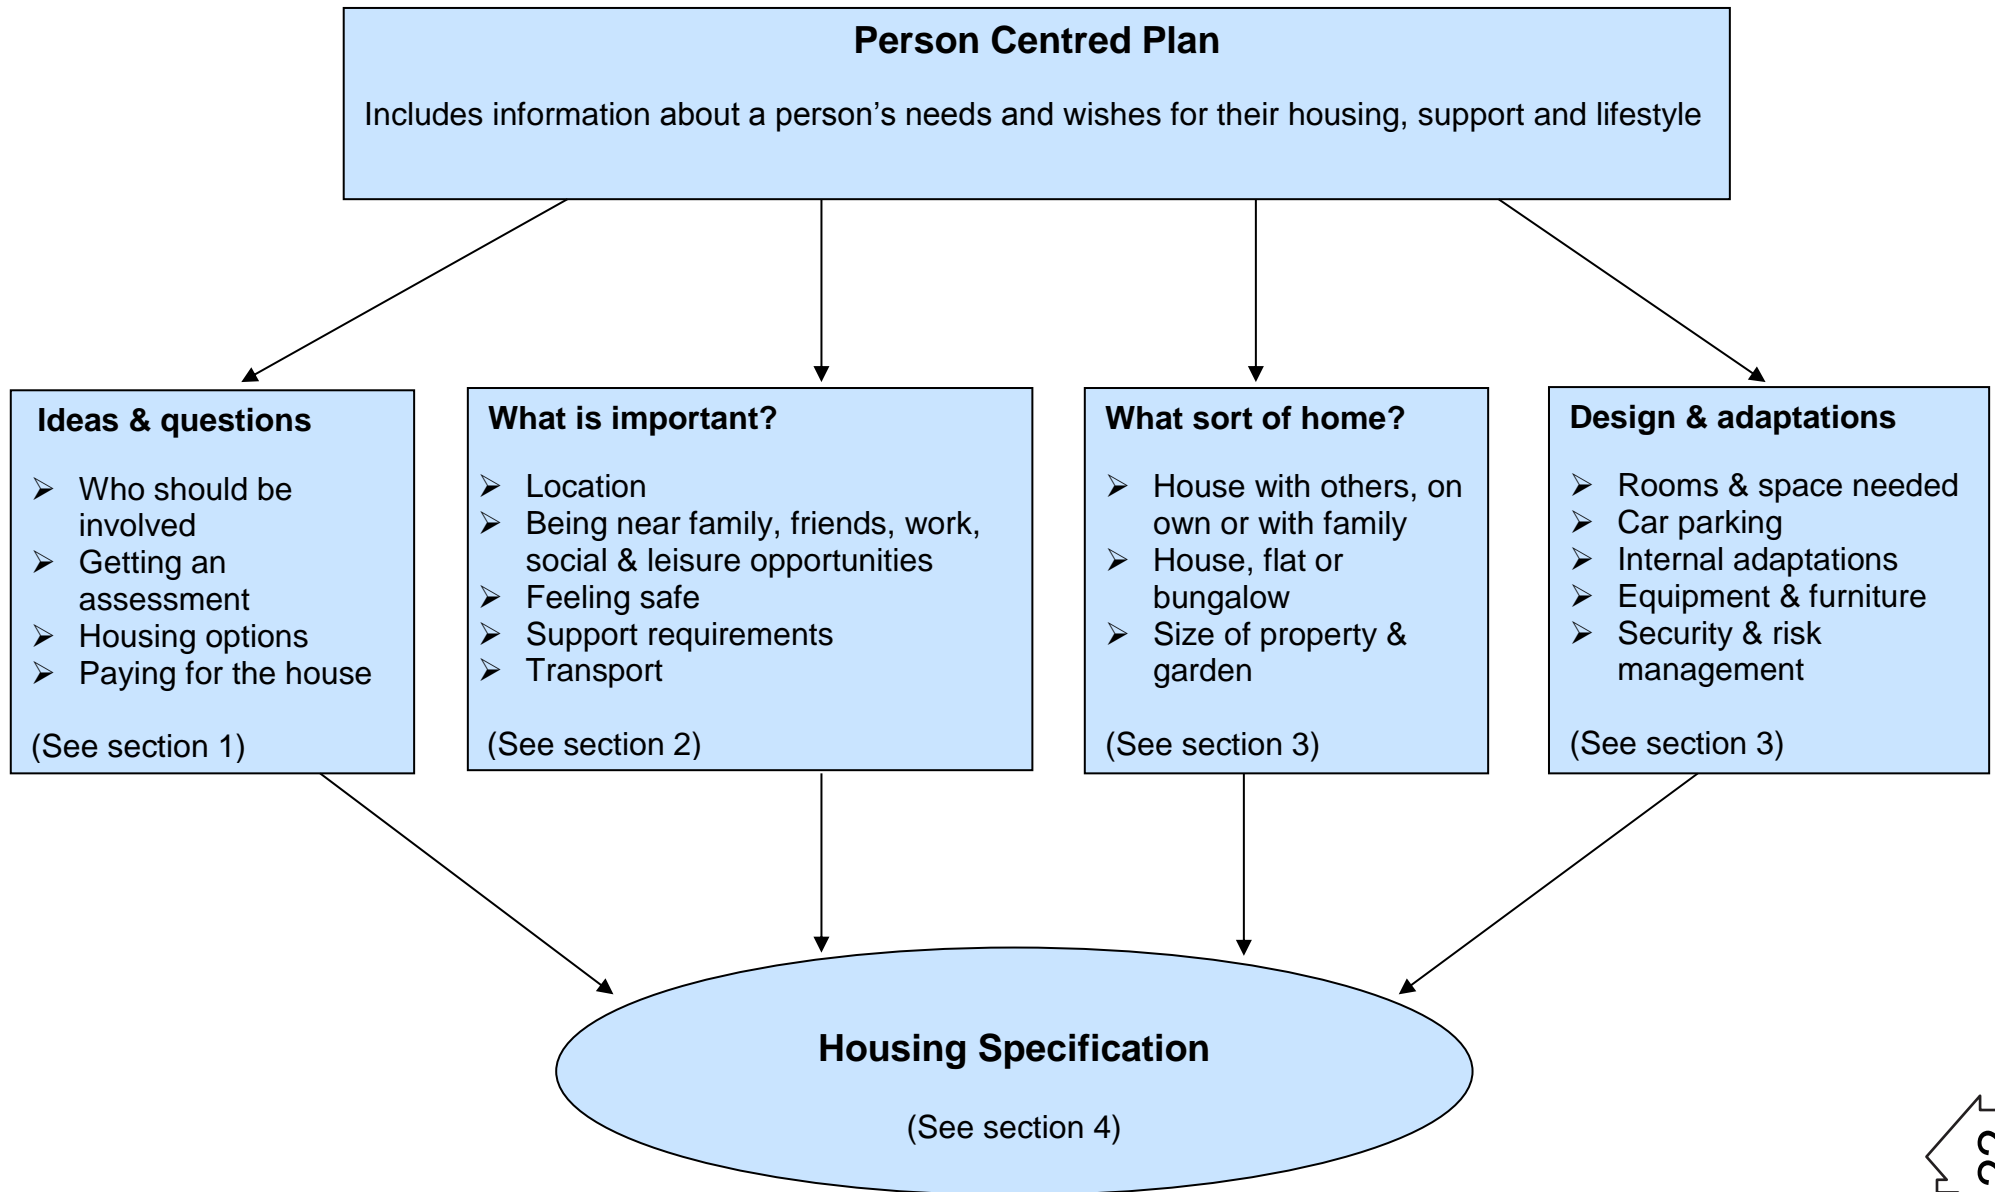 Person Centred Plan
Includes information about a person’s needs and wishes for their housing, support and lifestyle
Ideas & questions
➢ Who should be
involved
➢ Getting an
assessment
➢ Housing options
➢ Paying for the house
(See section 1)
What is important?
➢ Location
➢ Being near family, friends, work,
social & leisure opportunities
➢ Feeling safe
➢ Support requirements
➢ Transport
(See section 2)
What sort of home?
➢ House with others, on
own or with family
➢ House, flat or
bungalow
➢ Size of property &
garden
(See section 3)
Design & adaptations
➢ Rooms & space needed
➢ Car parking
➢ Internal adaptations
➢ Equipment & furniture
➢ Security & risk
management
(See section 3)
Housing Specification
(See section 4)